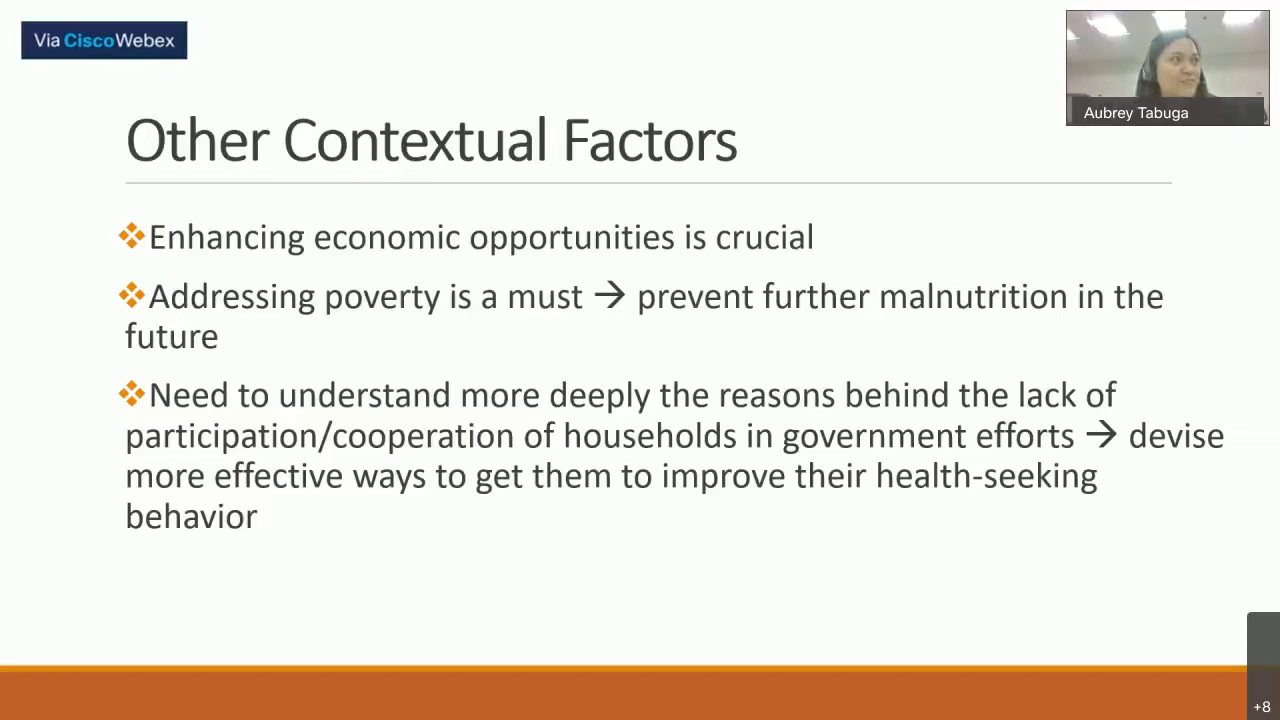 Via CiscoWebex
Aubrey Tabuga
Other Contextual Factors
❖Enhancing economic opportunities is crucial
❖Addressing poverty is a must → prevent further malnutrition in the
future
❖Need to understand more deeply the reasons behind the lack of
participation/cooperation of households in government efforts → devise
more effective ways to get them to improve their health-seeking
behavior
+8